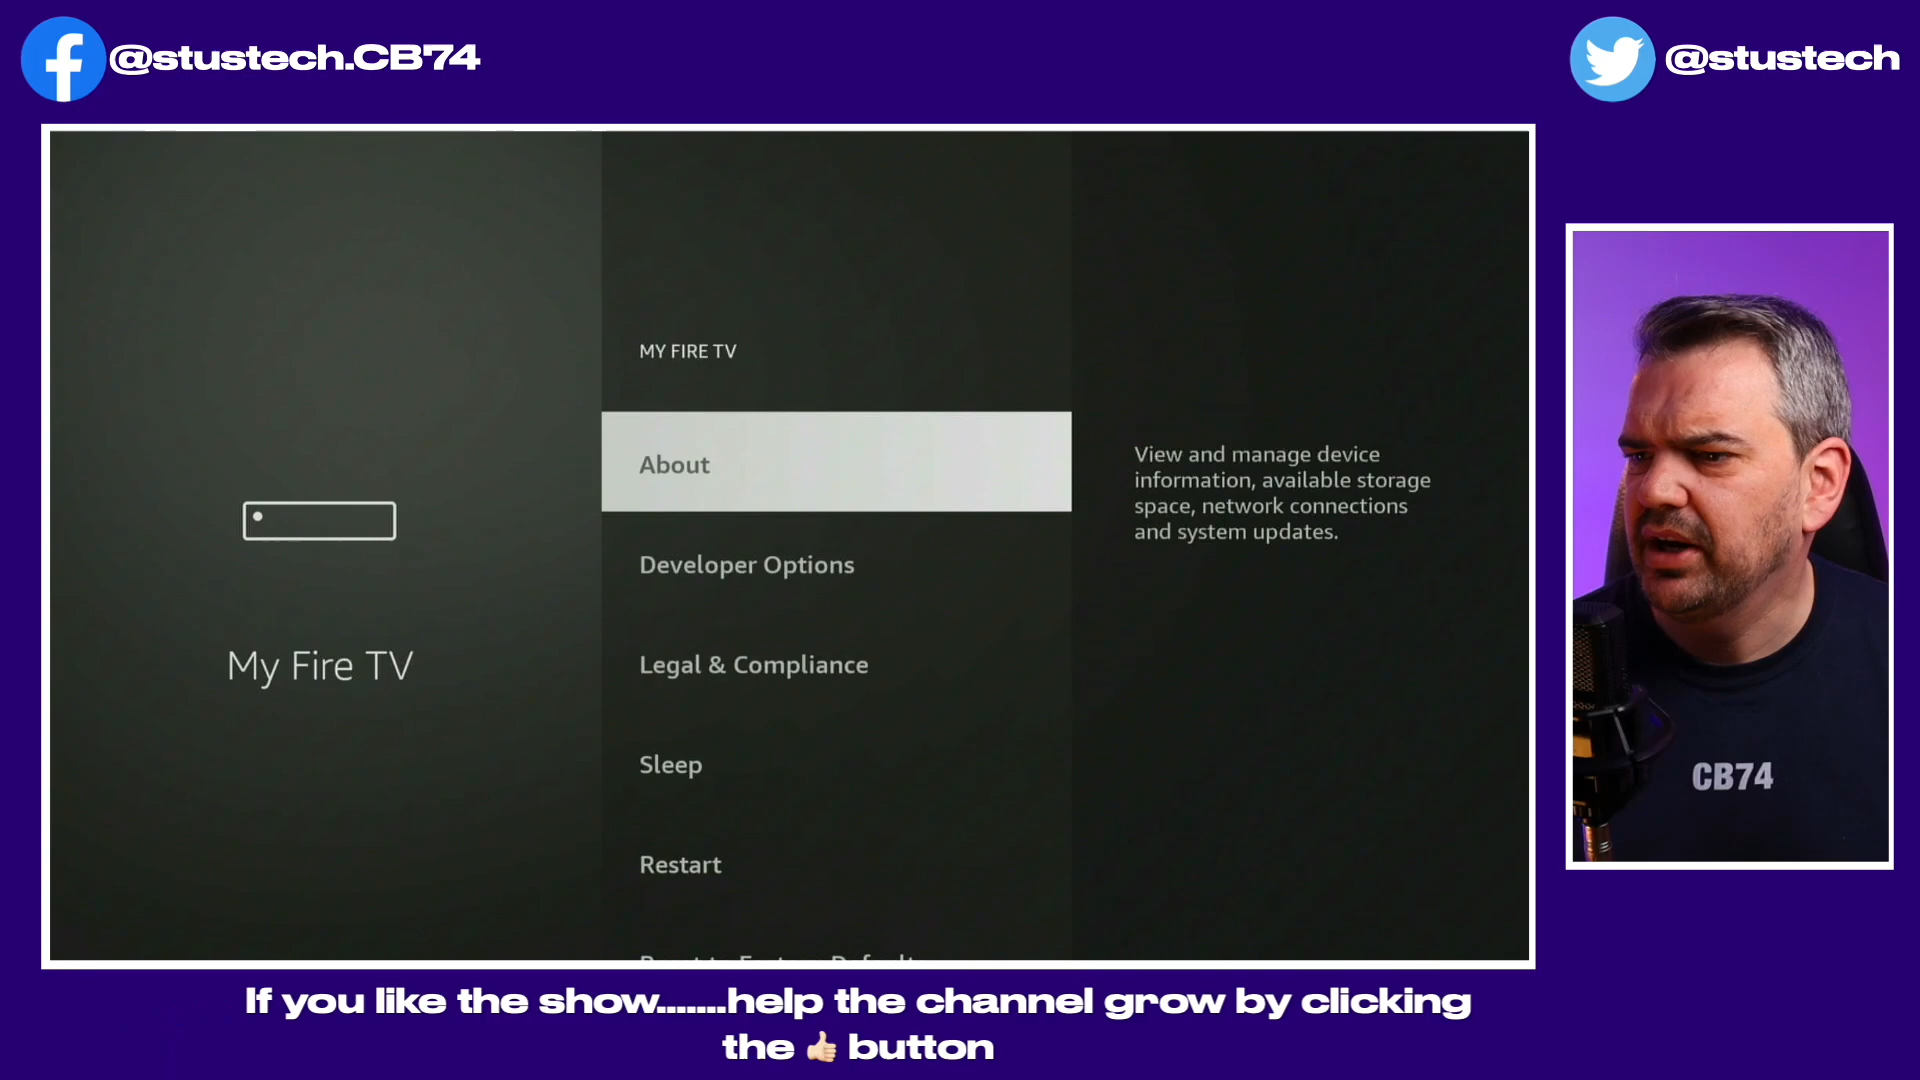 @stustech.CB74
@stustech
MY FIRE TV
About
Developer Options
Legal & Compliance
Sleep
Restart
My Fire TV
View and manage device
information, available storage
space, network connections
and system updates.
CB74
If you like the show.......help the channel grow by clicking
the 👍🏻 button